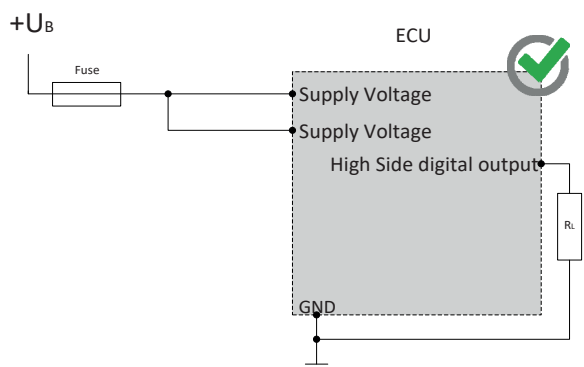 +UB
ECU
Fuse
Supply Voltage
Supply Voltage
High Side digital output
RL
GND